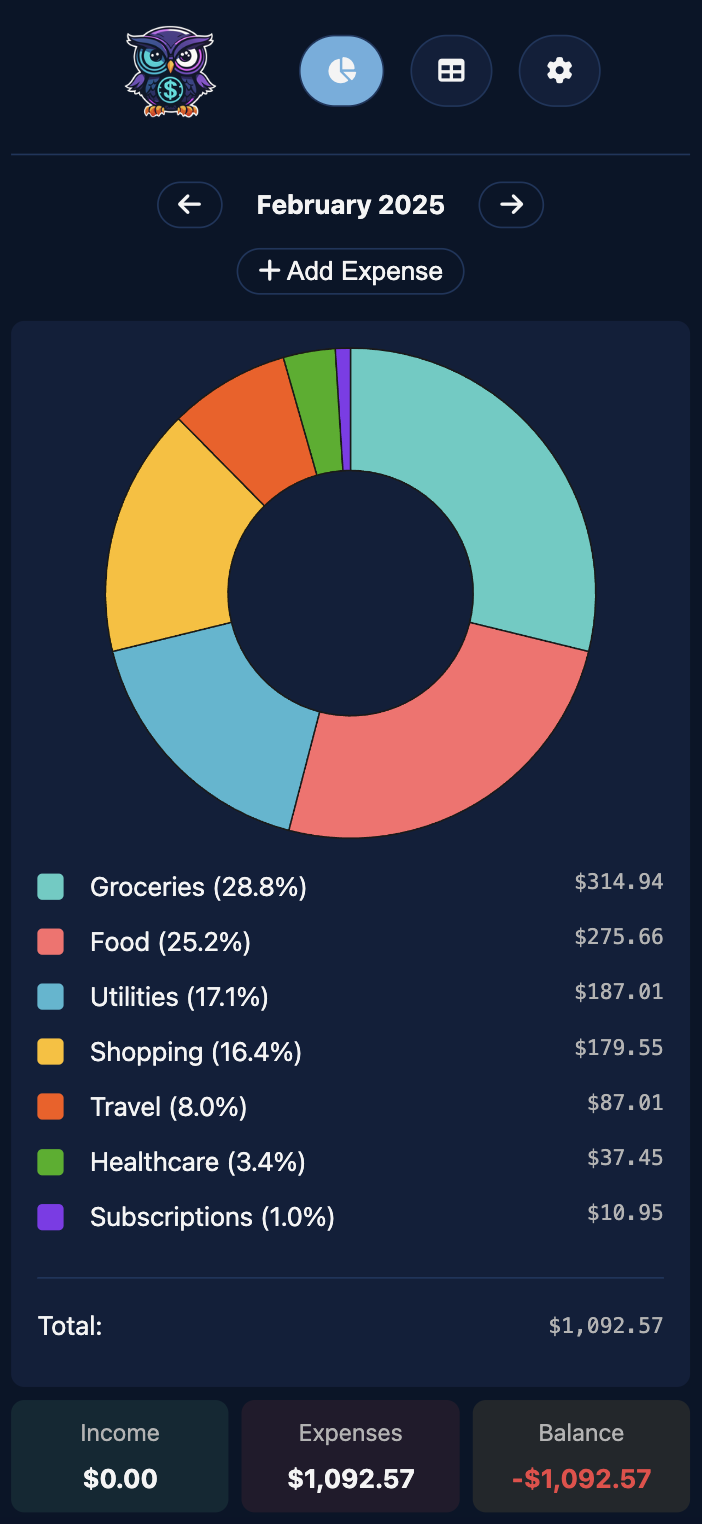 $
February 2025
+ Add Expense
Groceries (28.8%) $314.94
Food (25.2%) $275.66
Utilities (17.1%) $187.01
Shopping (16.4%) $179.55
Travel (8.0%) $87.01
Healthcare (3.4%) $37.45
Subscriptions (1.0%) $10.95
Total: $1,092.57
Income Expenses Balance
$0.00 $1,092.57 -$1,092.57